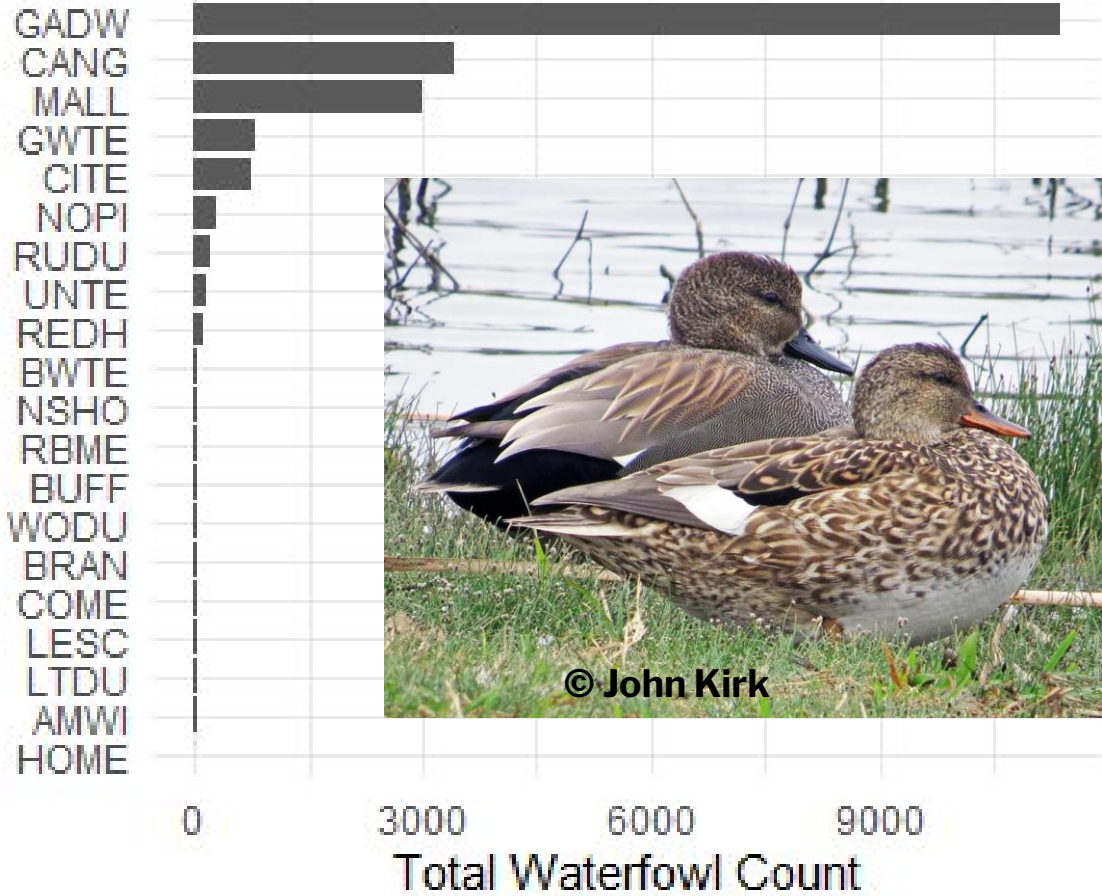 GADW
CANG
MALL
GWTE
CITE
NOPI
RUDU
UNTE
REDH
BWTE
NSHO
RBME
BUFF
WODU
BRAN
COME
LESC
LTDU
AMWI
HOME
© John Kirk
0 3000 6000 9000
Total Waterfowl Count